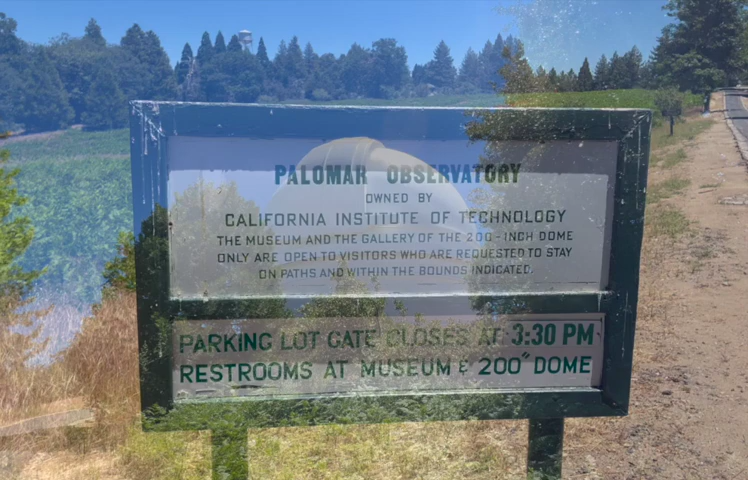 PALOMAR OBSERVATORY
OWNED BY
CALIFORNIA INSTITUTE OF TECHNOLOGY
THE MUSEUM AND THE GALLERY OF THE 200-INCH DOME
ONLY ARE OPEN TO VISITORS WHO ARE REQUESTED TO STAY
ON PATHS AND WITHIN THE BOUNDS INDICATED.
PARKING LOT GATE CLOSES AT 3:30 PM
RESTROOMS AT MUSEUM & 200" DOME